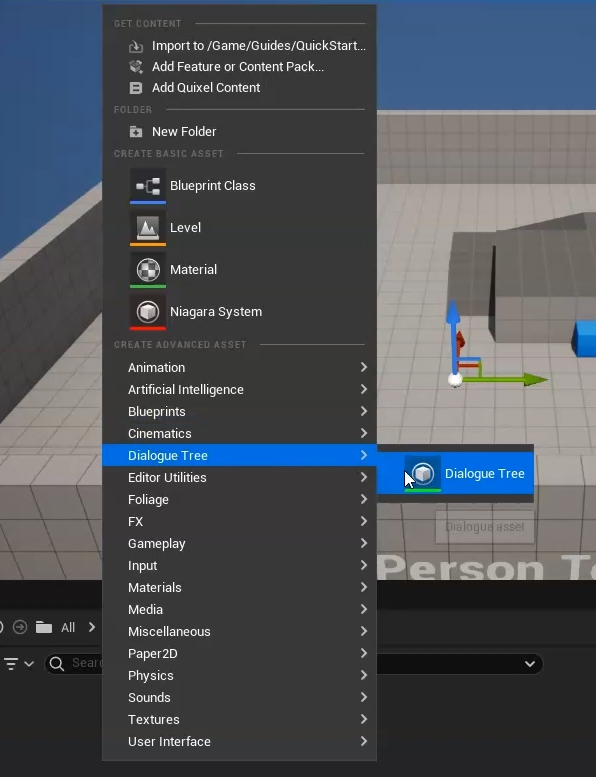 GET CONTENT
Import to /Game/Guides/QuickStart...
Add Feature or Content Pack...
Add Quixel Content
FOLDER
New Folder
CREATE BASIC ASSET
Blueprint Class
Level
Material
Niagara System
CREATE ADVANCED ASSET
Animation
Artificial Intelligence
Blueprints
Cinematics
Dialogue Tree
Dialogue Tree
Editor Utilities
Foliage
Dialogue asset
FX
Gameplay
Input
Person Te
Materials
Media
All
Miscellaneous
Paper2D
Sear
Physics
Sounds
Textures
User Interface